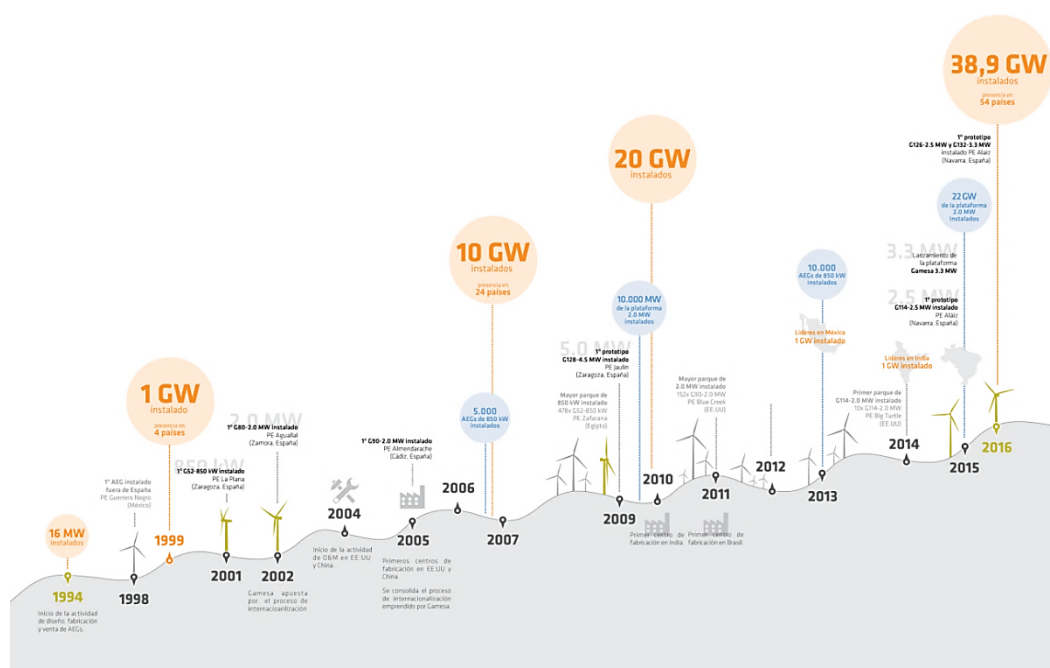 16 MW
instalados
1994
Inicio de la actividad
de diseño, fabricación
y venta de AEGs.
1º AEG instalado
fuera de España
PE Guerrero Negro
(México)
1998
1 GW
instalado
presencia en
4 países
1999
850 kW
1º G52-850 kW instalado
PE La Plana
(Zaragoza, España)
2001
2.0 MW
1º G80-2.0 MW instalado
PE Aguallal
(Zamora, España)
2002
Gamesa apuesta
por el proceso de
internacionalización
2004
Inicio de la actividad
de O&M en EE UU
y China.
1º G90-2.0 MW instalado
PE Almendarache
(Cádiz, España)
2005
Primeros centros de
fabricación en EE.UU y
China.
Se consolida el proceso
de internacionalización
emprendido por Gamesa.
2006
10 GW
instalados
presencia en
24 países
5.000
AEGs de 850 kW
instalados
2007
5.0 MW
1º prototipo
G128-4.5 MW instalado
PE Jaulín
(Zaragoza, España)
Mayor parque de
850 kW instalado
478x G52-850 kW
PE Zafarana
(Egipto)
2009
10.000 MW
de la plataforma
2.0 MW
instalados
20 GW
instalados
2010
Primer centro de
fabricación en India.
Mayor parque de
2.0 MW instalado
152x G90-2.0 MW
PE Blue Creek
(EE.UU)
2011
Primer centro de
fabricación en Brasil.
2012
10.000
AEGs de 850 kW
instalados
Líderes en México
1 GW instalado
2013
Primer parque de
G114-2.0 MW instalado
10x G114-2.0 MW
PE Big Turtle
(EE.UU)
Líderes en India
1 GW instalado
2014
22 GW
de la plataforma
2.0 MW
instalados
3.3 MW
Lanzamiento de
la plataforma
Gamesa 3.3 MW
2.5 MW
1º prototipo
G114-2.5 MW instalado
PE Alaiz
(Navarra, España)
2015
38,9 GW
instalados
presencia en
54 países
1º prototipo
G126-2.5 MW y G132-3.3 MW
instalado PE Alaiz
(Navarra, España)
2016